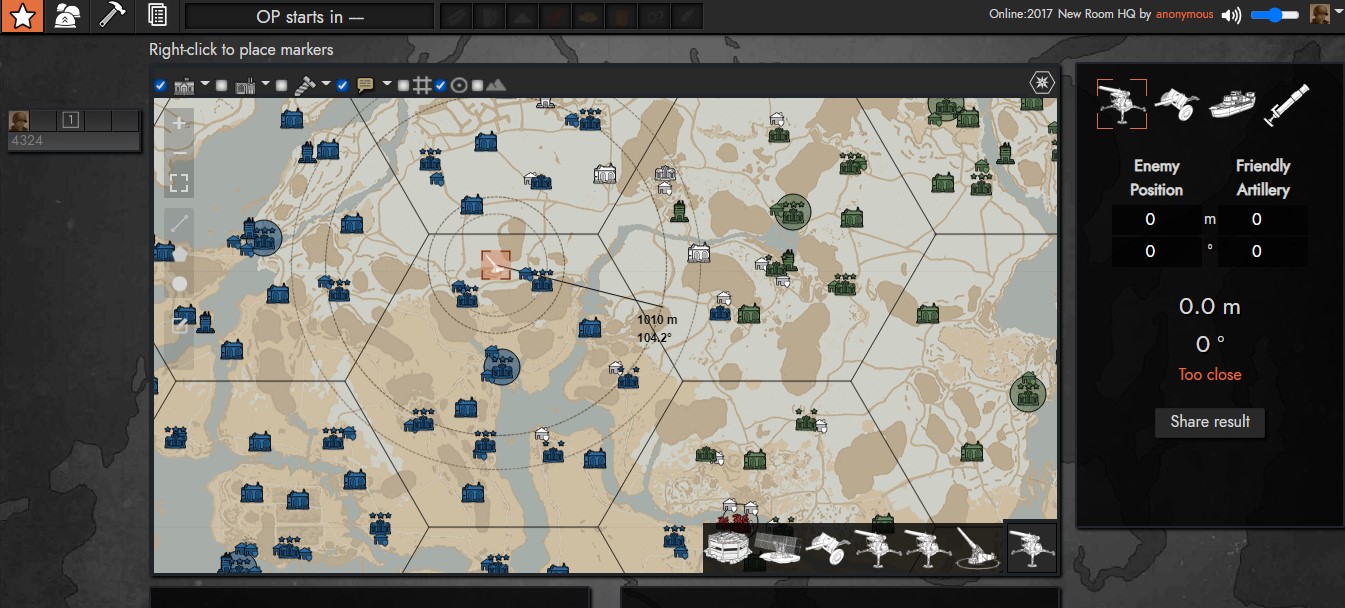 OP starts in —
Online:2017 New Room HQ by anonymous
Right-click to place markers
1
4324
Enemy Position
Friendly Artillery
0 m 0
0 ° 0
0.0 m
0 °
Too close
Share result
1010 m
104.2°